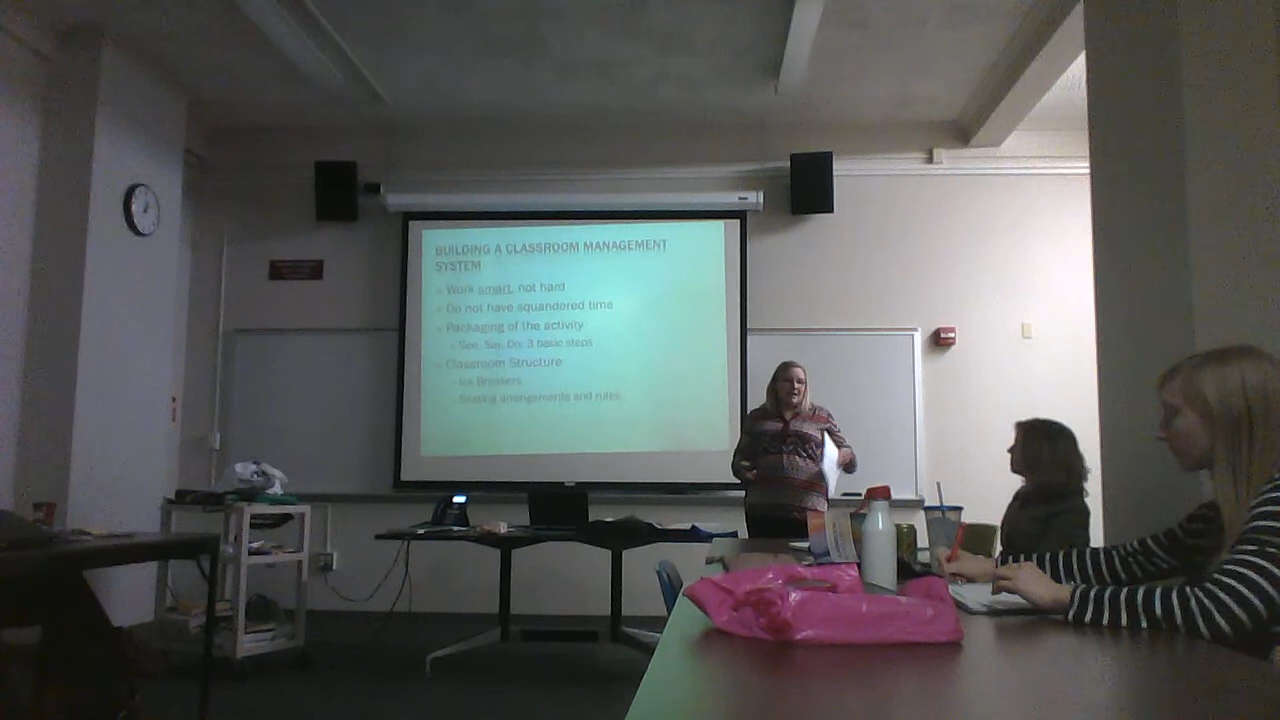 BUILDING A CLASSROOM MANAGEMENT
SYSTEM
Work smart, not hard
Do not have squandered time
Packaging of the activity
See, Say, Do, 3 basic steps
Classroom Structure
Ice Breakers
Seating arrangements and rules